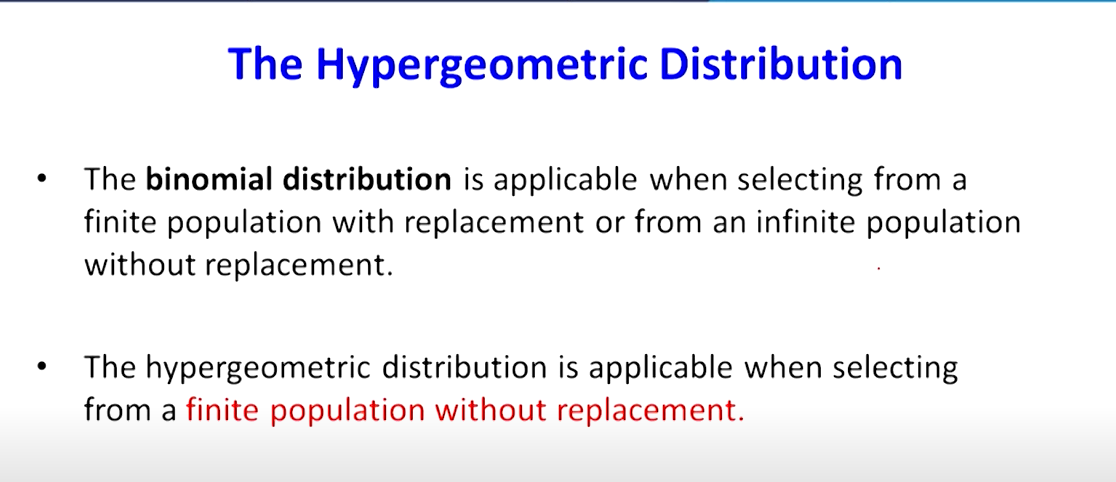 The Hypergeometric Distribution
• The binomial distribution is applicable when selecting from a
finite population with replacement or from an infinite population
without replacement.
• The hypergeometric distribution is applicable when selecting
from a finite population without replacement.